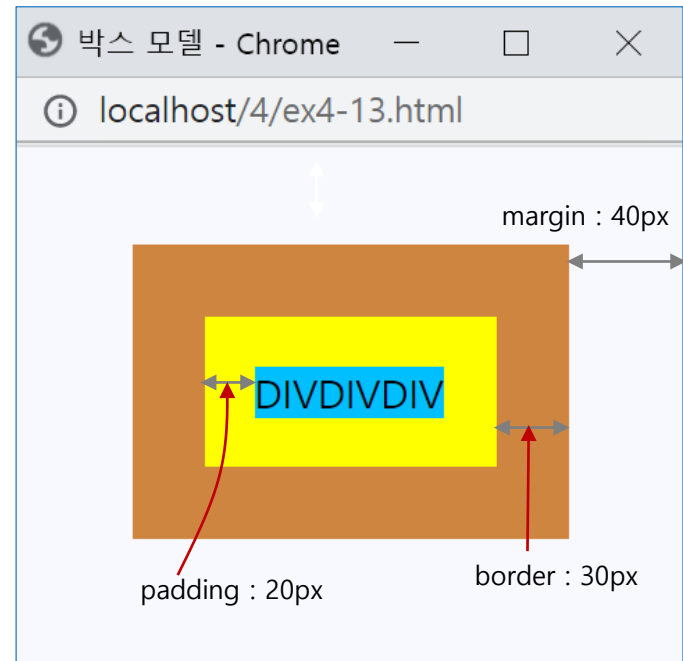 박스 모델 - Chrome
localhost/4/ex4-13.html
margin : 40px
DIVDIVDIV
padding : 20px
border : 30px